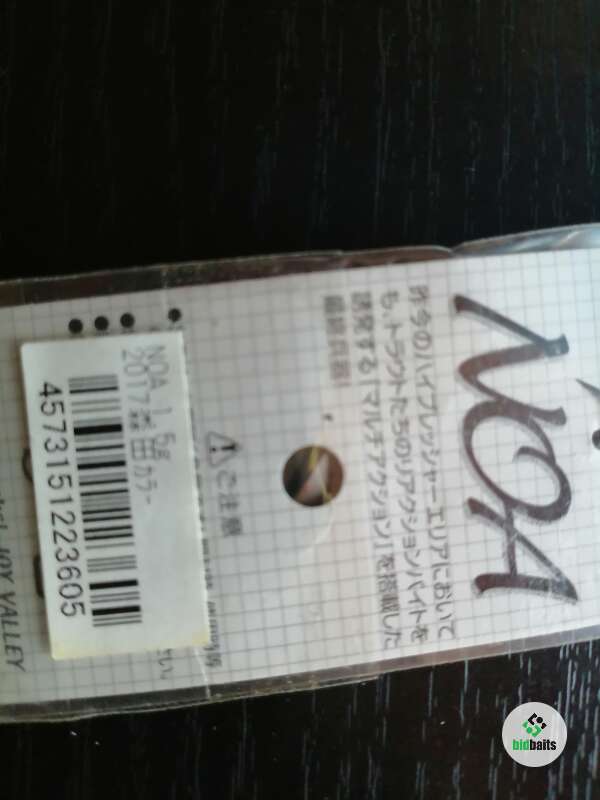 NOA
昨今のハイプレッシャーエリアにおいて
も、トラウトたちのリアクションバイトを
誘発する「マルチアクション」を搭載した
最終兵器!
⚠ご注意
NOA 1.6g
2017森田カラー
4573151223605
JOY VALLEY
bidbaits